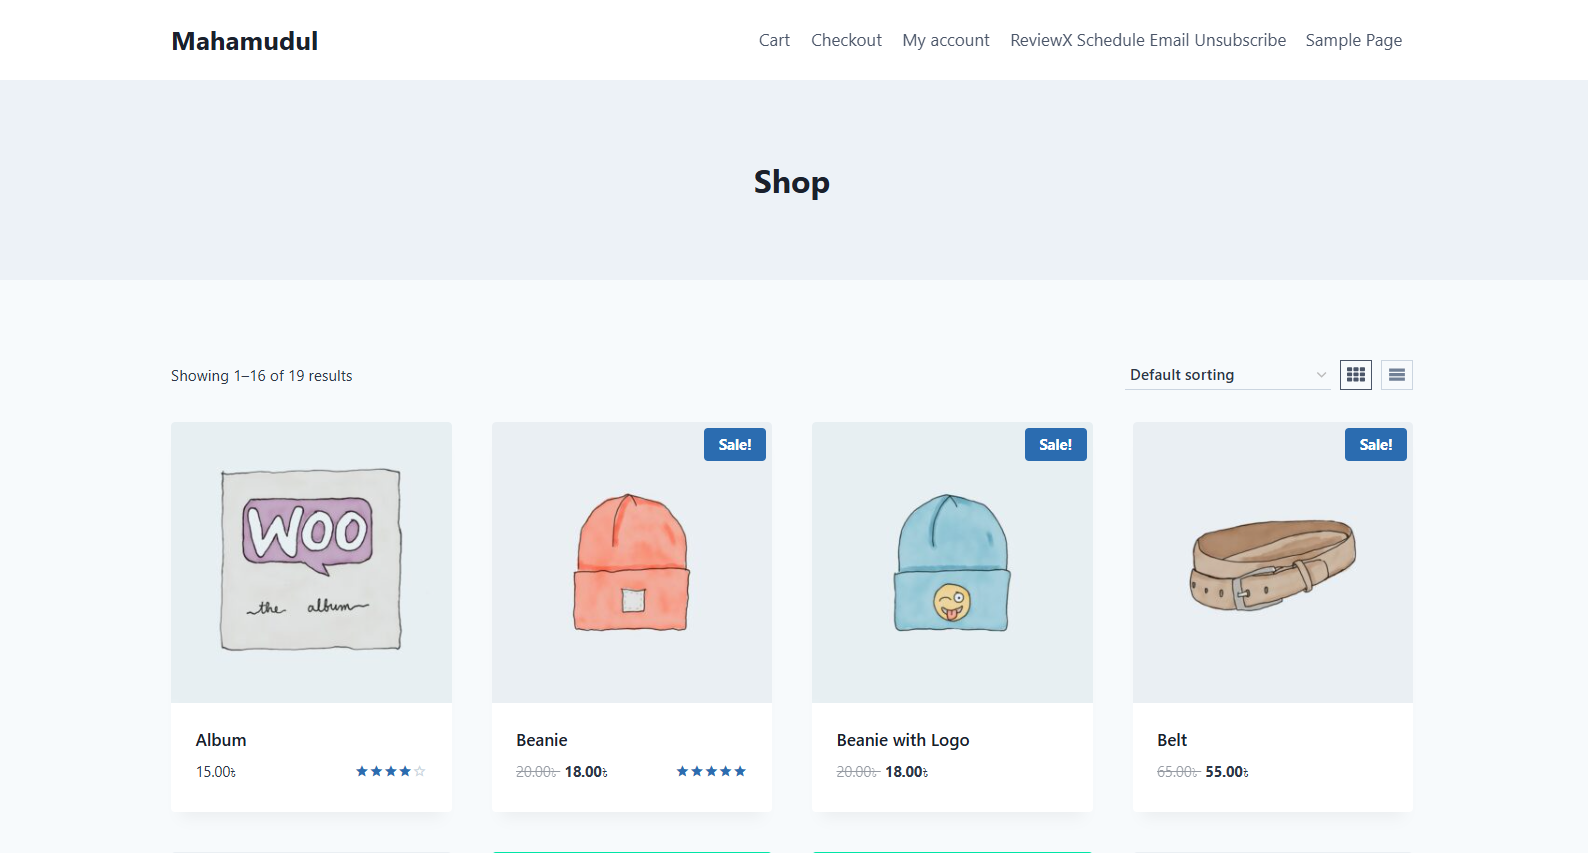 Mahamudul
Cart Checkout My account ReviewX Schedule Email Unsubscribe Sample Page
Shop
Showing 1–16 of 19 results
Default sorting
WOO
the album
Sale!
Sale!
Sale!
Album
15.00৳
Beanie
20.00৳ 18.00৳
Beanie with Logo
20.00৳ 18.00৳
Belt
65.00৳ 55.00৳